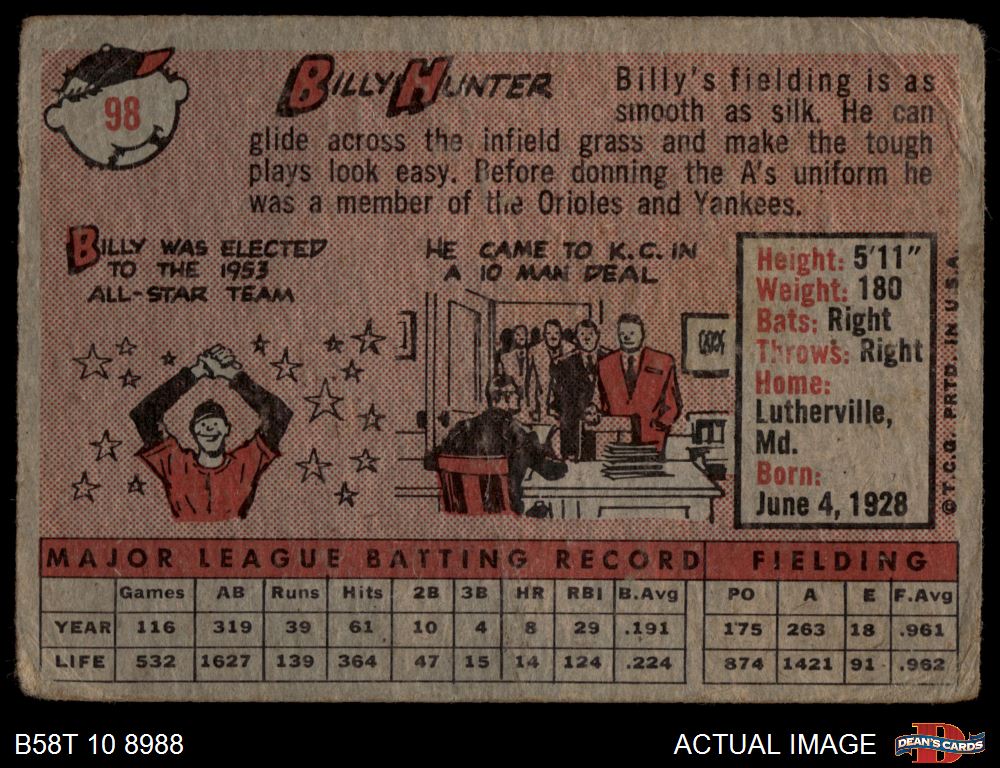 98
BILLY HUNTER
Billy's fielding is as
smooth as silk. He can
glide across the infield grass and make the tough
plays look easy. Before donning the A's uniform he
was a member of the Orioles and Yankees.
BILLY WAS ELECTED
TO THE 1953
ALL-STAR TEAM
HE CAME TO K.C. IN
A 10 MAN DEAL
Height: 5'11"
Weight: 180
Bats: Right
Throws: Right
Home:
Lutherville,
Md.
Born:
June 4, 1928
© T.C.G. PRTD. IN U.S.A.
MAJOR LEAGUE BATTING RECORD FIELDING
Games AB Runs Hits 2B 3B HR RBI B.Avg PO A E F.Avg
YEAR 116 319 39 61 10 4 8 29 .191 175 263 18 .961
LIFE 532 1627 139 364 47 15 14 124 .224 874 1421 91 .962
B58T 10 8988
ACTUAL IMAGE
D
DEAN'S CARDS